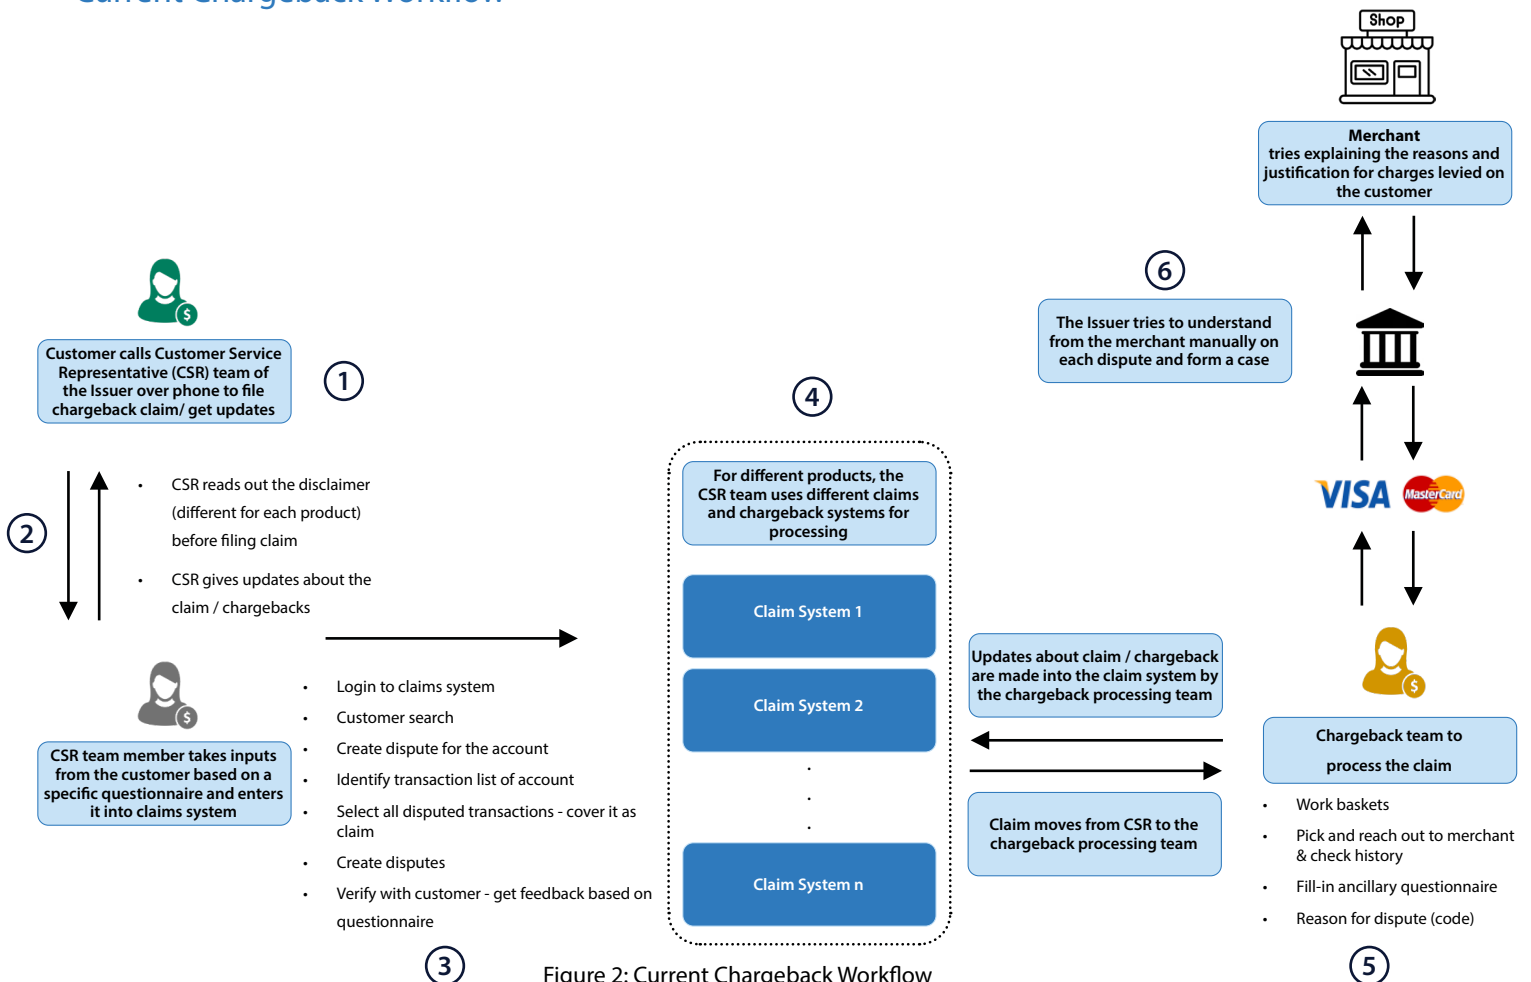 Current Chargeback Workflow
Shop
Merchant
tries explaining the reasons and
justification for charges levied on
the customer
6
The Issuer tries to understand
from the merchant manually on
each dispute and form a case
Customer calls Customer Service
Representative (CSR) team of
the Issuer over phone to file
chargeback claim/ get updates
1
2
• CSR reads out the disclaimer
(different for each product)
before filing claim
• CSR gives updates about the
claim / chargebacks
CSR team member takes inputs
from the customer based on a
specific questionnaire and enters
it into claims system
• Login to claims system
• Customer search
• Create dispute for the account
• Identify transaction list of account
• Select all disputed transactions - cover it as
claim
• Create disputes
• Verify with customer - get feedback based on
questionnaire
3
4
For different products, the
CSR team uses different claims
and chargeback systems for
processing
Claim System 1
Claim System 2
.
.
.
Claim System n
Updates about claim / chargeback
are made into the claim system by
the chargeback processing team
Claim moves from CSR to the
chargeback processing team
VISA MasterCard
$
$
$
Chargeback team to
process the claim
• Work baskets
• Pick and reach out to merchant
& check history
• Fill-in ancillary questionnaire
• Reason for dispute (code)
5
Figure 2: Current Chargeback Workflow